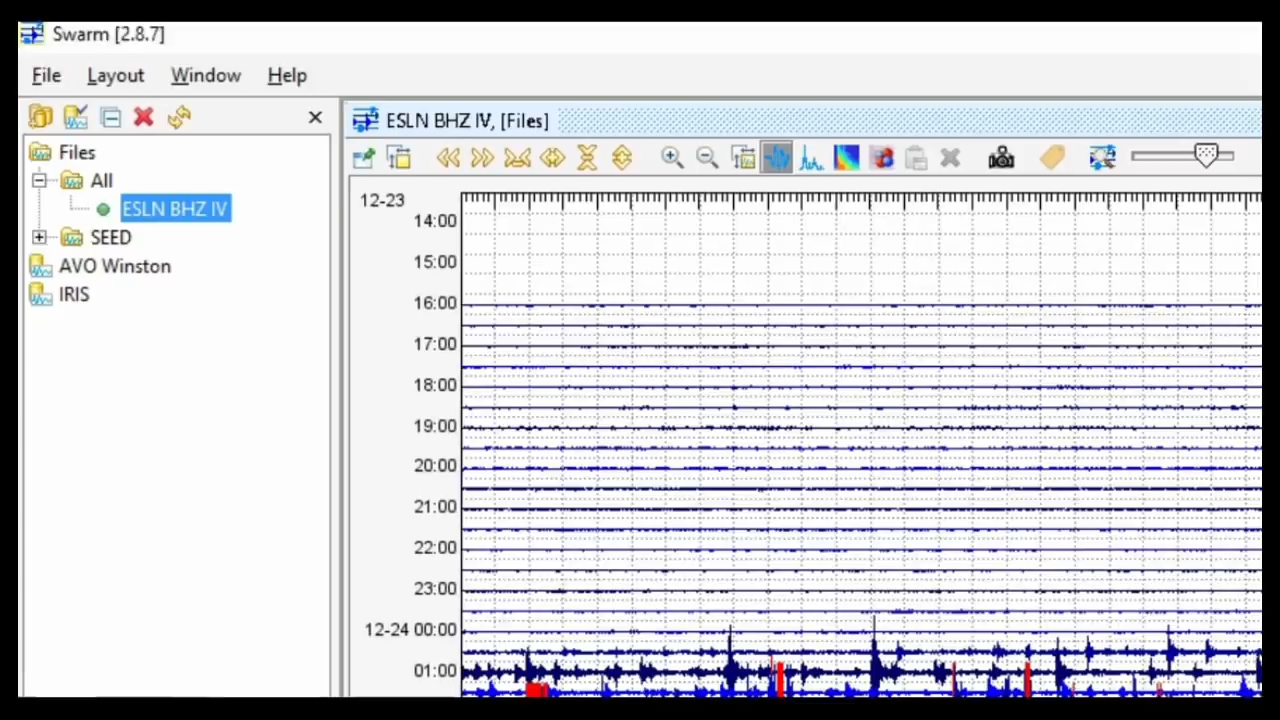 Swarm [2.8.7]
File Layout Window Help
ESLN BHZ IV, [Files]
Files
All
ESLN BHZ IV
SEED
AVO Winston
IRIS
12-23
14:00
15:00
16:00
17:00
18:00
19:00
20:00
21:00
22:00
23:00
12-24 00:00
01:00